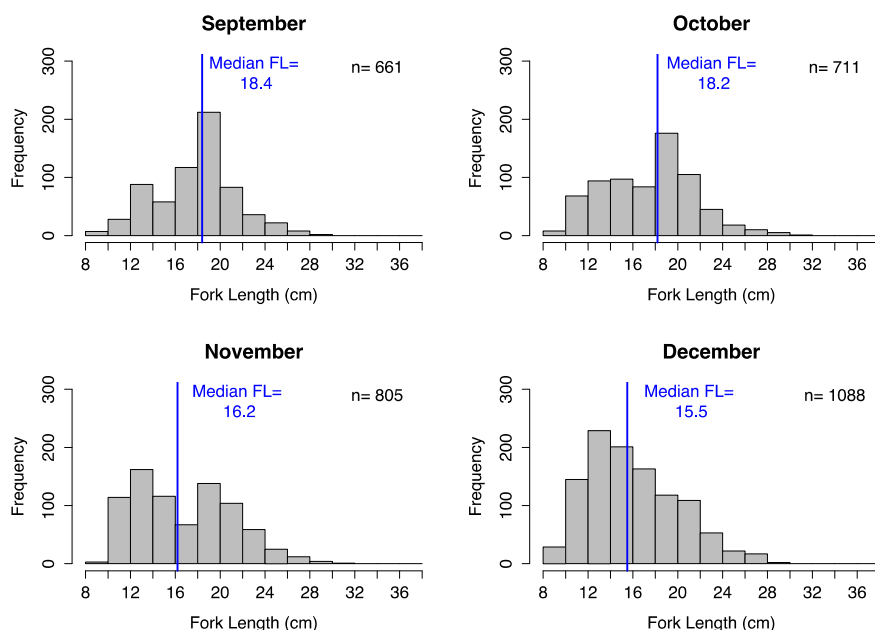 September
Median FL=
18.4
n= 661
Frequency
0 100 200 300
8 12 16 20 24 28 32 36
Fork Length (cm)
October
Median FL=
18.2
n= 711
Frequency
0 100 200 300
8 12 16 20 24 28 32 36
Fork Length (cm)
November
Median FL=
16.2
n= 805
Frequency
0 100 200 300
8 12 16 20 24 28 32 36
Fork Length (cm)
December
Median FL=
15.5
n= 1088
Frequency
0 100 200 300
8 12 16 20 24 28 32 36
Fork Length (cm)